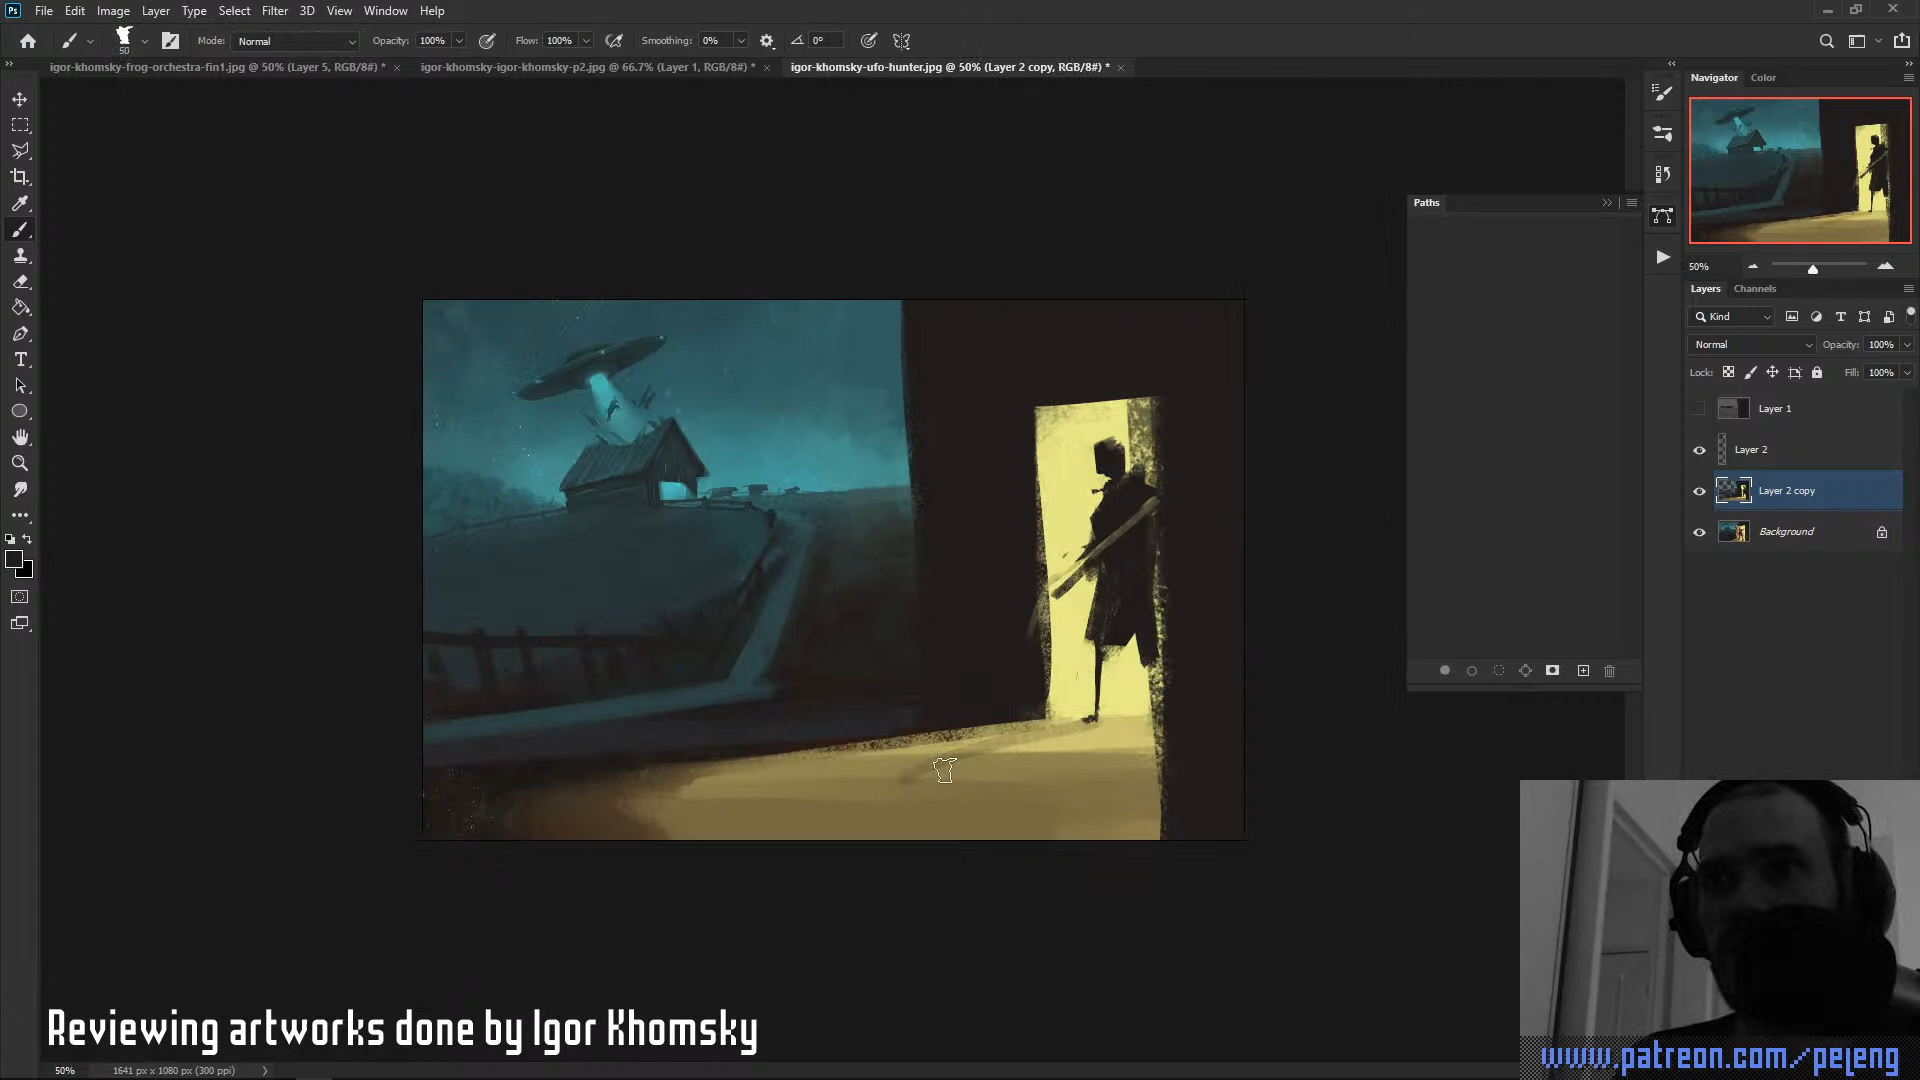 Ps File Edit Image Layer Type Select Filter 3D View Window Help
50 Mode: Normal Opacity: 100% Flow: 100% Smoothing: 0% 0°
igor-khomsky-frog-orchestra-fin1.jpg @ 50% (Layer 5, RGB/8#) * igor-khomsky-igor-khomsky-p2.jpg @ 66.7% (Layer 1, RGB/8#) * igor-khomsky-ufo-hunter.jpg @ 50% (Layer 2 copy, RGB/8#) *
Navigator Color
Paths
50%
Layers Channels
Kind
Normal Opacity: 100%
Lock: Fill: 100%
Layer 1
Layer 2
Layer 2 copy
Background
Reviewing artworks done by Igor Khomsky
www.patreon.com/peleng
50% 1641 px x 1080 px (300 ppi)